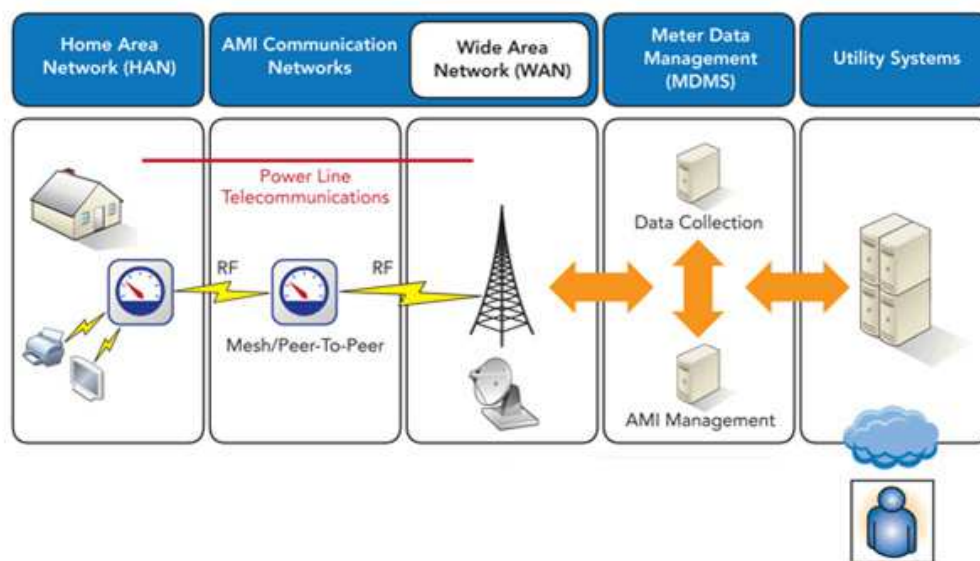 Home Area
Network (HAN)
AMI Communication
Networks
Wide Area
Network (WAN)
Meter Data
Management
(MDMS)
Utility Systems
Power Line
Telecommunications
RF
RF
Mesh/Peer-To-Peer
Data Collection
AMI Management